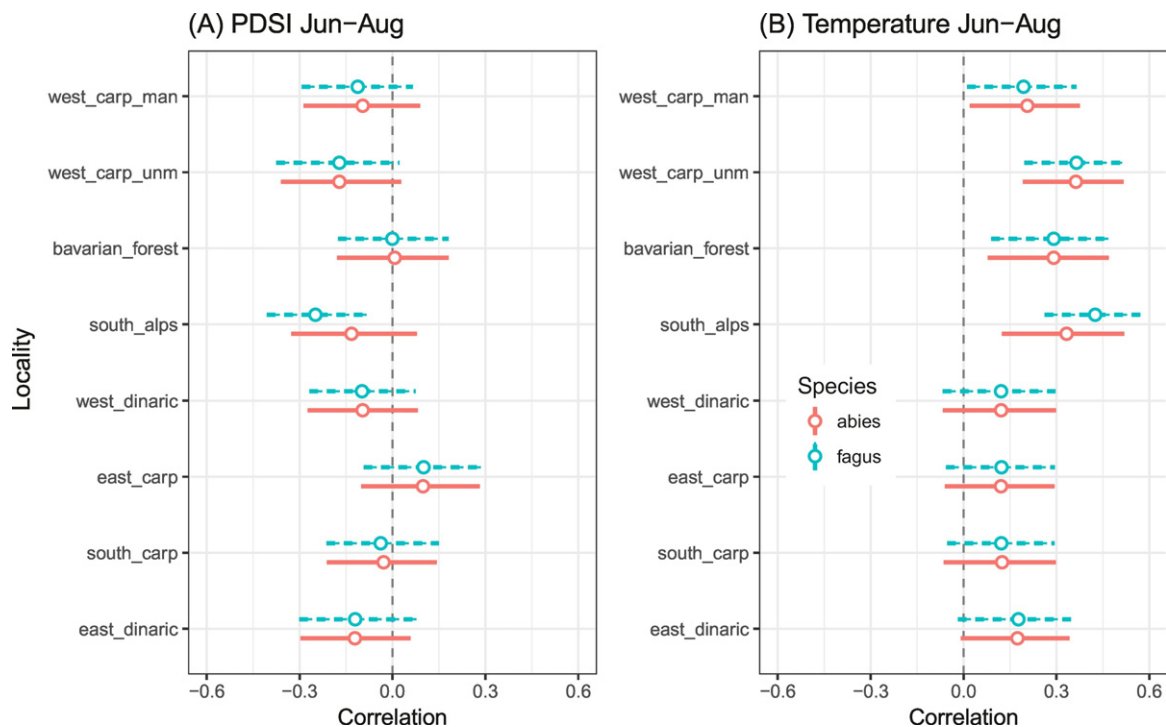 (A) PDSI Jun−Aug
Locality
west_carp_man
west_carp_unm
bavarian_forest
south_alps
west_dinaric
east_carp
south_carp
east_dinaric
−0.6 −0.3 0.0 0.3 0.6
Correlation
(B) Temperature Jun−Aug
west_carp_man
west_carp_unm
bavarian_forest
south_alps
west_dinaric
east_carp
south_carp
east_dinaric
Species
abies
fagus
−0.6 −0.3 0.0 0.3 0.6
Correlation